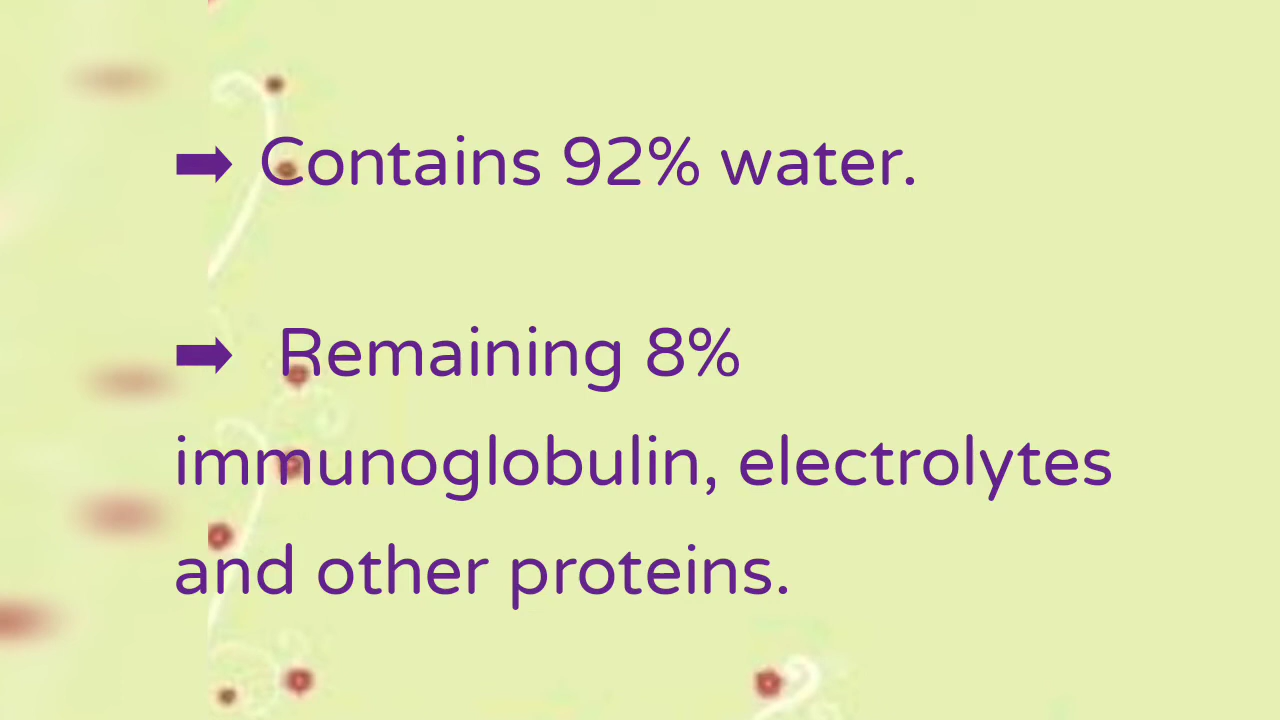 ➡ Contains 92% water.
➡ Remaining 8%
immunoglobulin, electrolytes
and other proteins.